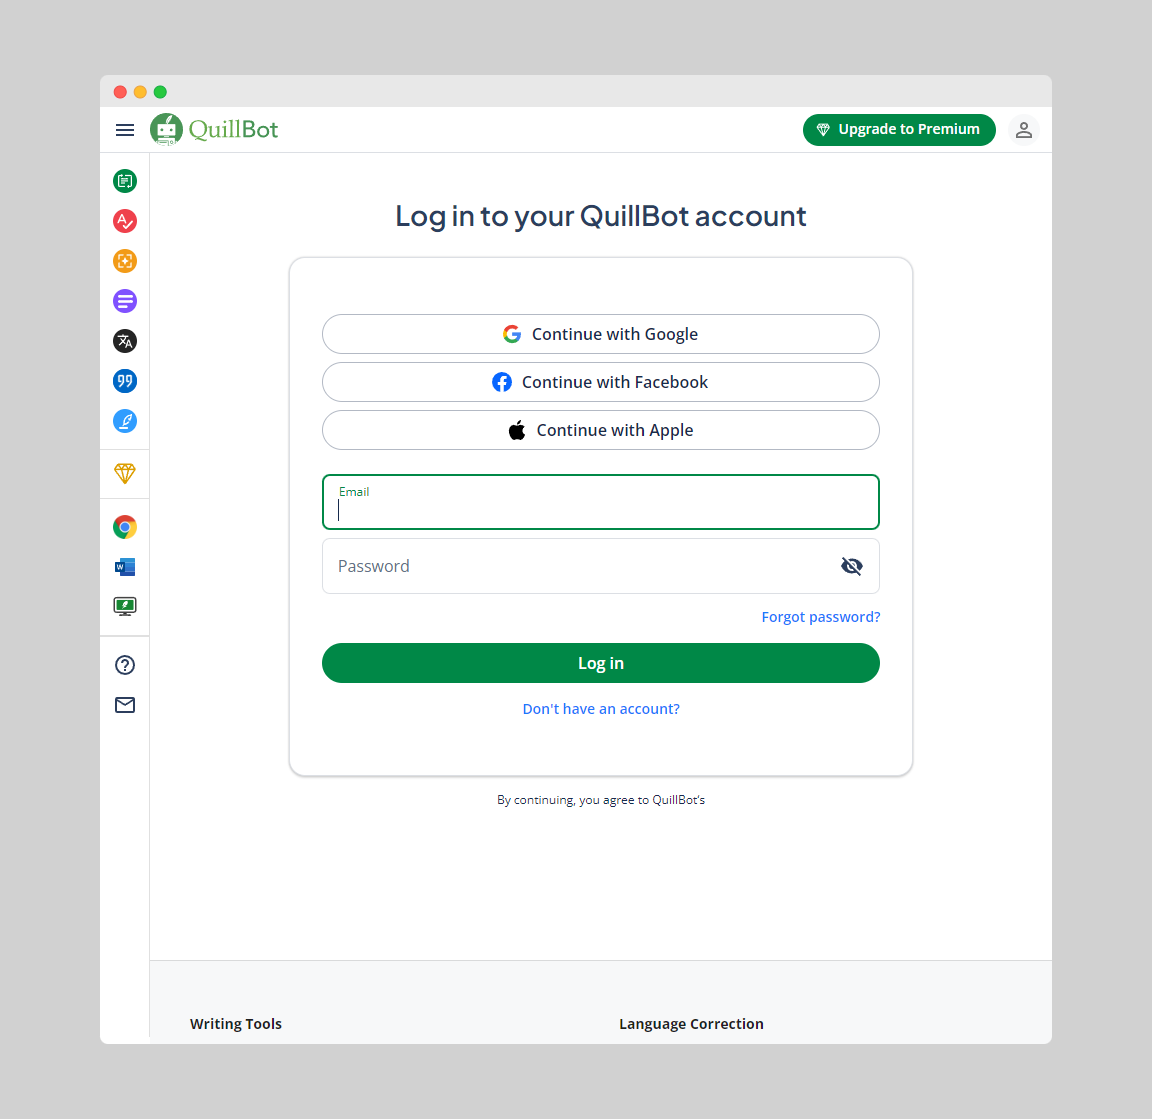 QuillBot
Upgrade to Premium
Log in to your QuillBot account
Continue with Google
Continue with Facebook
Continue with Apple
Email
Password
Forgot password?
Log in
Don't have an account?
By continuing, you agree to QuillBot's
Writing Tools
Language Correction